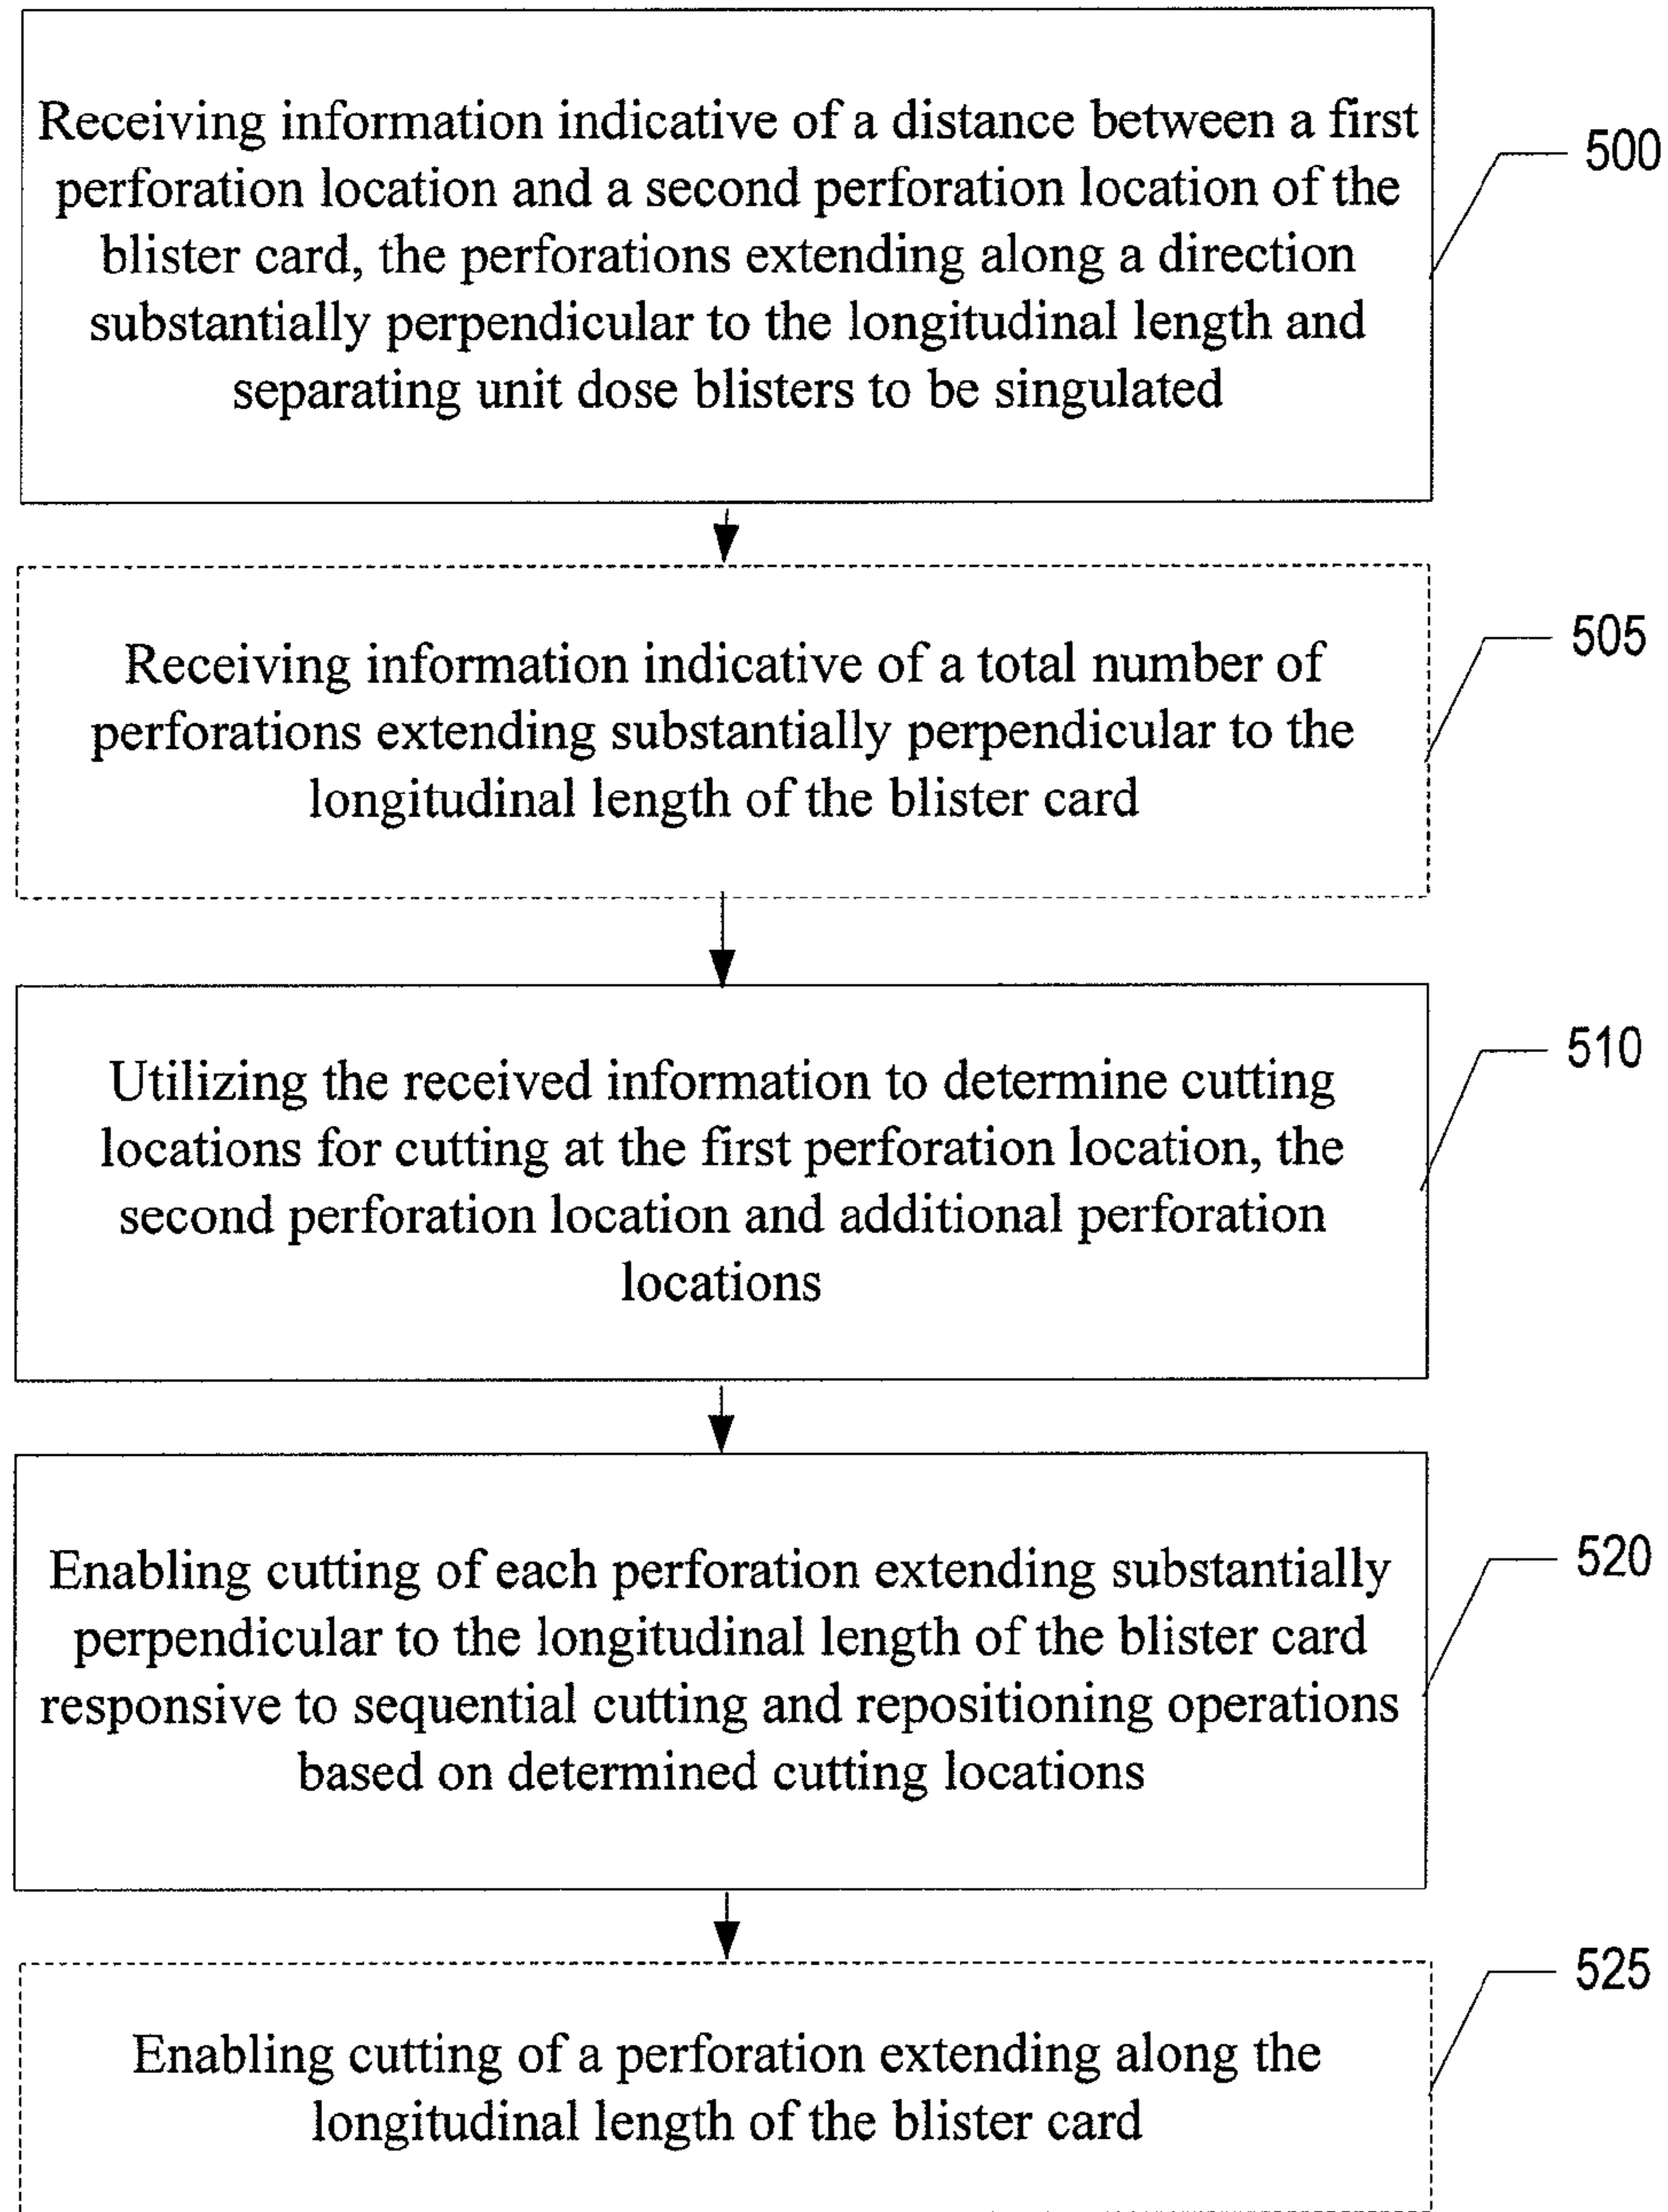 Receiving information indicative of a distance between a first
perforation location and a second perforation location of the
blister card, the perforations extending along a direction
substantially perpendicular to the longitudinal length and
separating unit dose blisters to be singulated
500
Receiving information indicative of a total number of
perforations extending substantially perpendicular to the
longitudinal length of the blister card
505
Utilizing the received information to determine cutting
locations for cutting at the first perforation location, the
second perforation location and additional perforation
locations
510
Enabling cutting of each perforation extending substantially
perpendicular to the longitudinal length of the blister card
responsive to sequential cutting and repositioning operations
based on determined cutting locations
520
Enabling cutting of a perforation extending along the
longitudinal length of the blister card
525